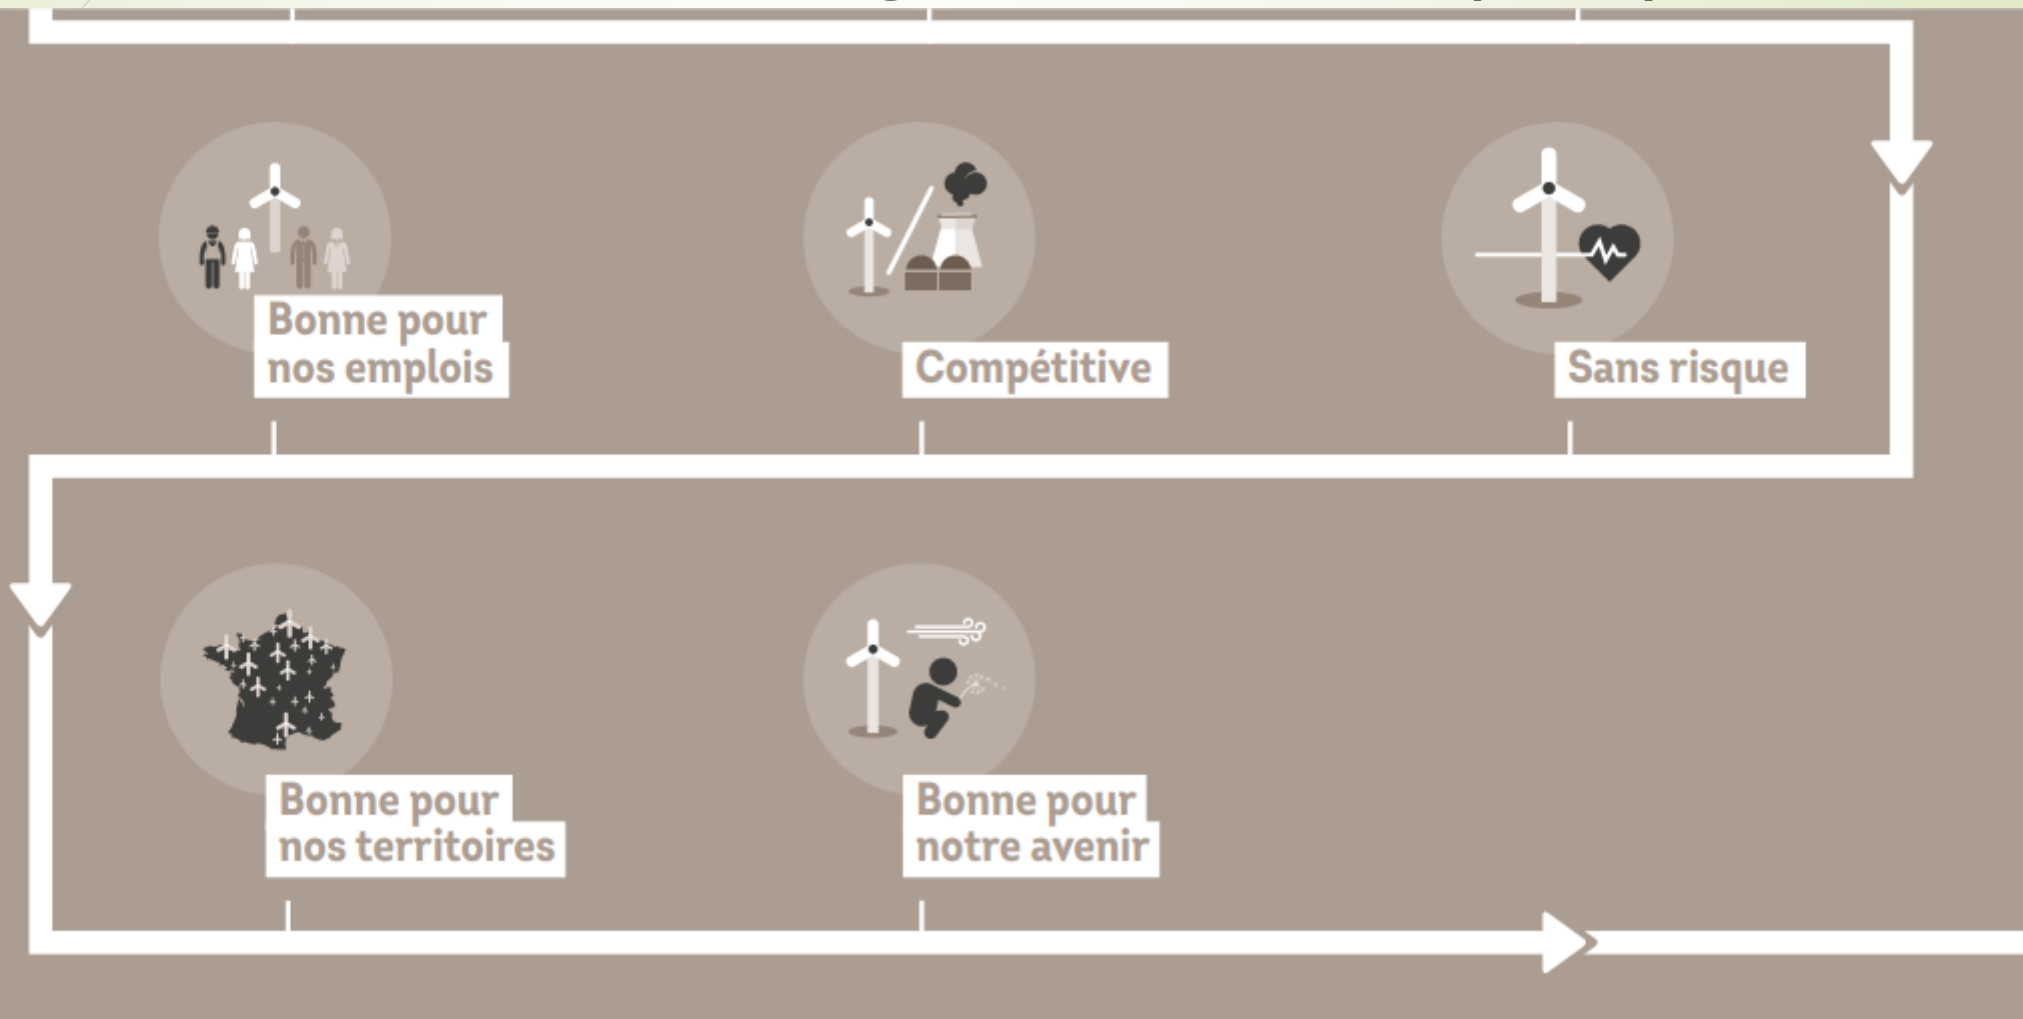 Bonne pour
nos emplois
Compétitive
Sans risque
Bonne pour
nos territoires
Bonne pour
notre avenir